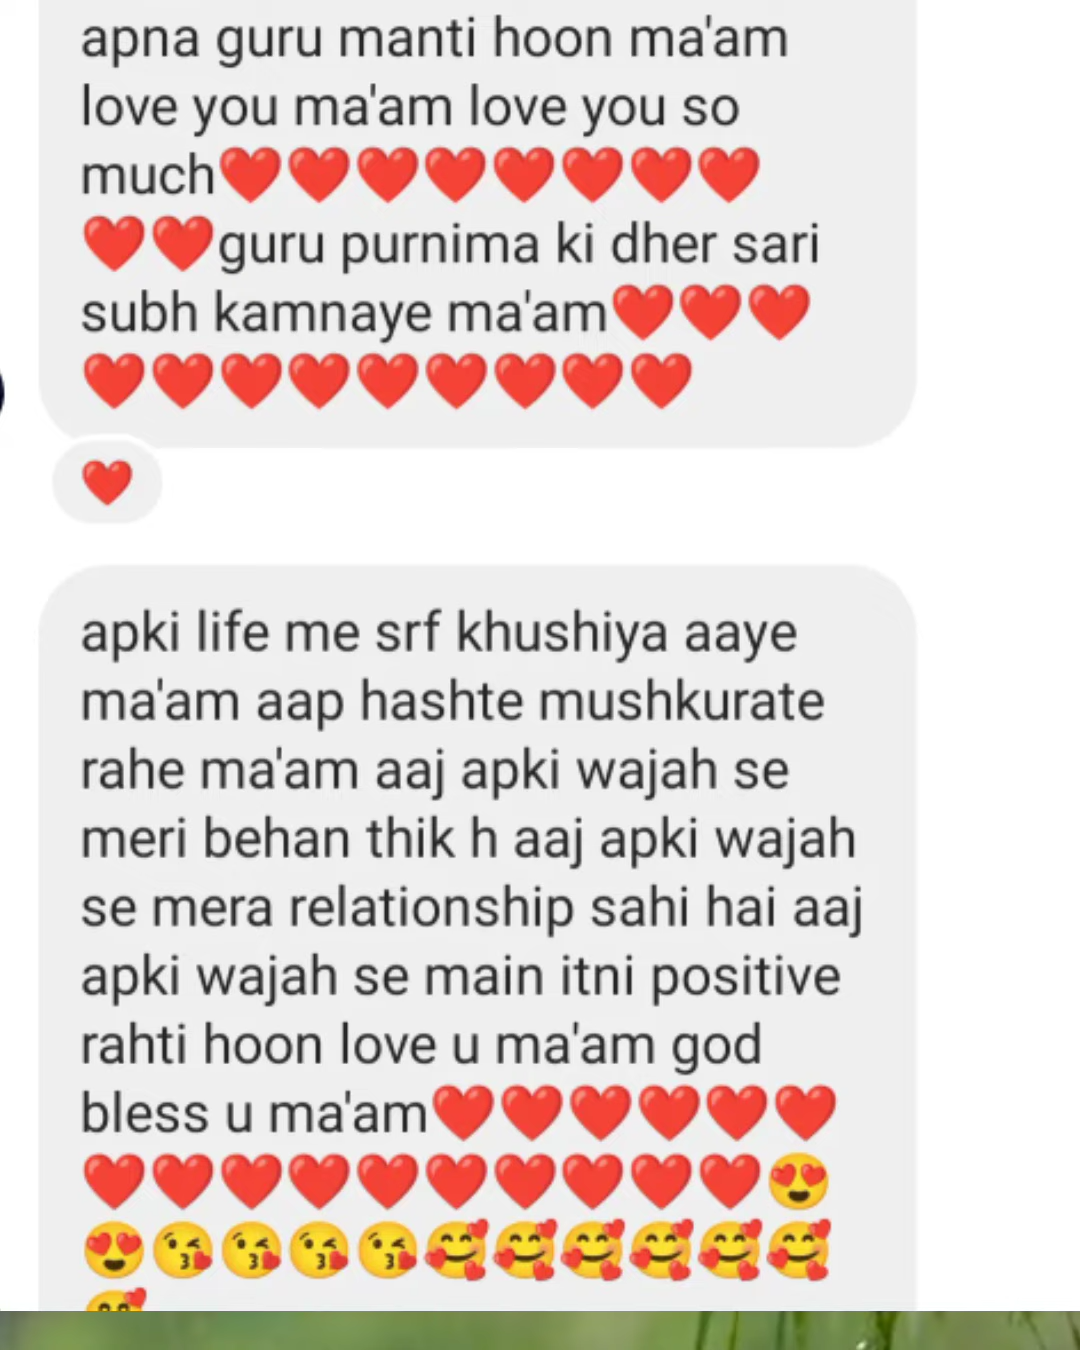 apna guru manti hoon ma'am
love you ma'am love you so
much❤️❤️❤️❤️❤️❤️❤️❤️
❤️❤️guru purnima ki dher sari
subh kamnaye ma'am❤️❤️❤️
❤️❤️❤️❤️❤️❤️❤️❤️❤️
❤️
apki life me srf khushiya aaye
ma'am aap hashte mushkurate
rahe ma'am aaj apki wajah se
meri behan thik h aaj apki wajah
se mera relationship sahi hai aaj
apki wajah se main itni positive
rahti hoon love u ma'am god
bless u ma'am❤️❤️❤️❤️❤️❤️
❤️❤️❤️❤️❤️❤️❤️❤️❤️❤️😍
😍😘😘😘😘🥰🥰🥰🥰🥰🥰
🥰